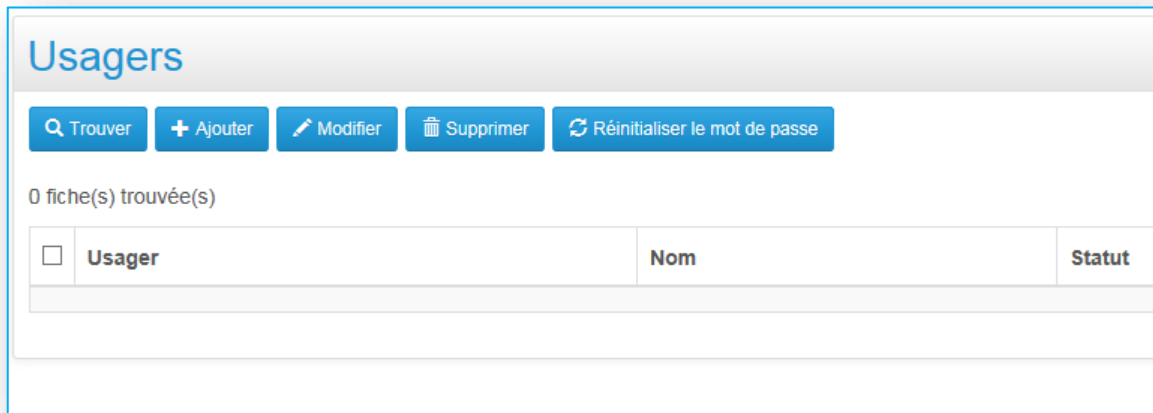 Usagers
Trouver Ajouter Modifier Supprimer Réinitialiser le mot de passe
0 fiche(s) trouvée(s)
Usager Nom Statut